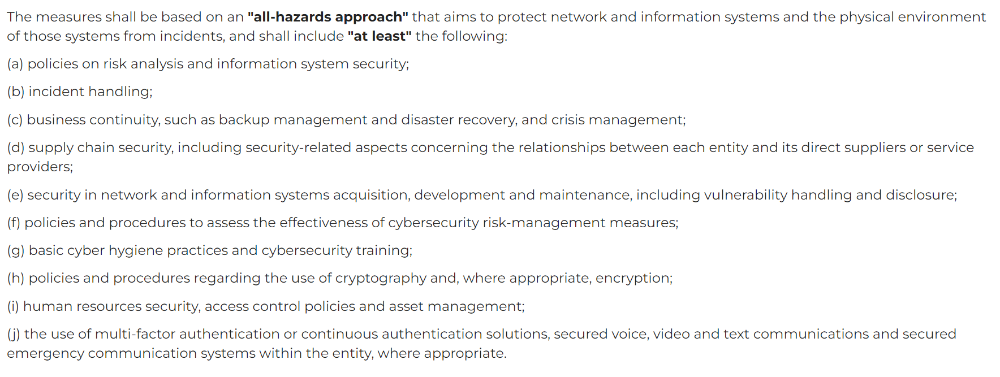 The measures shall be based on an "all-hazards approach" that aims to protect network and information systems and the physical environment
of those systems from incidents, and shall include "at least" the following:
(a) policies on risk analysis and information system security;
(b) incident handling;
(c) business continuity, such as backup management and disaster recovery, and crisis management;
(d) supply chain security, including security-related aspects concerning the relationships between each entity and its direct suppliers or service
providers;
(e) security in network and information systems acquisition, development and maintenance, including vulnerability handling and disclosure;
(f) policies and procedures to assess the effectiveness of cybersecurity risk-management measures;
(g) basic cyber hygiene practices and cybersecurity training;
(h) policies and procedures regarding the use of cryptography and, where appropriate, encryption;
(i) human resources security, access control policies and asset management;
(j) the use of multi-factor authentication or continuous authentication solutions, secured voice, video and text communications and secured
emergency communication systems within the entity, where appropriate.